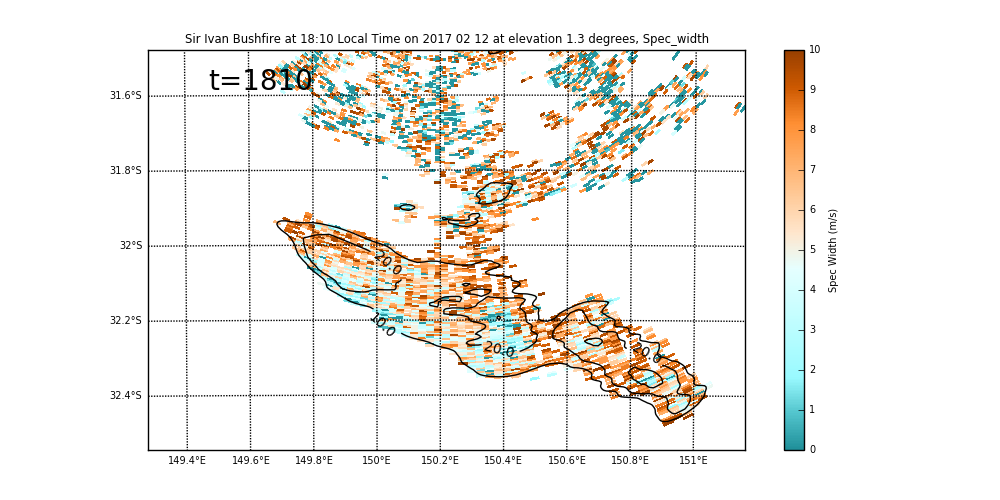 Sir Ivan Bushfire at 18:10 Local Time on 2017 02 12 at elevation 1.3 degrees, Spec_width
t=1810
31.6°S
31.8°S
32°S
32.2°S
32.4°S
149.4°E 149.6°E 149.8°E 150°E 150.2°E 150.4°E 150.6°E 150.8°E 151°E
20.0
10.0
20.0
20.0
10
9
8
7
6
5
4
3
2
1
0
Spec Width (m/s)